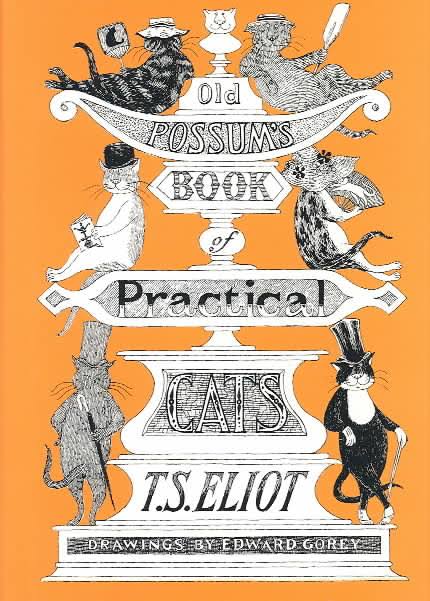 Old
POSSUM'S
BOOK
of
Practical
CATS
T.S. ELIOT
DRAWINGS BY EDWARD GOREY